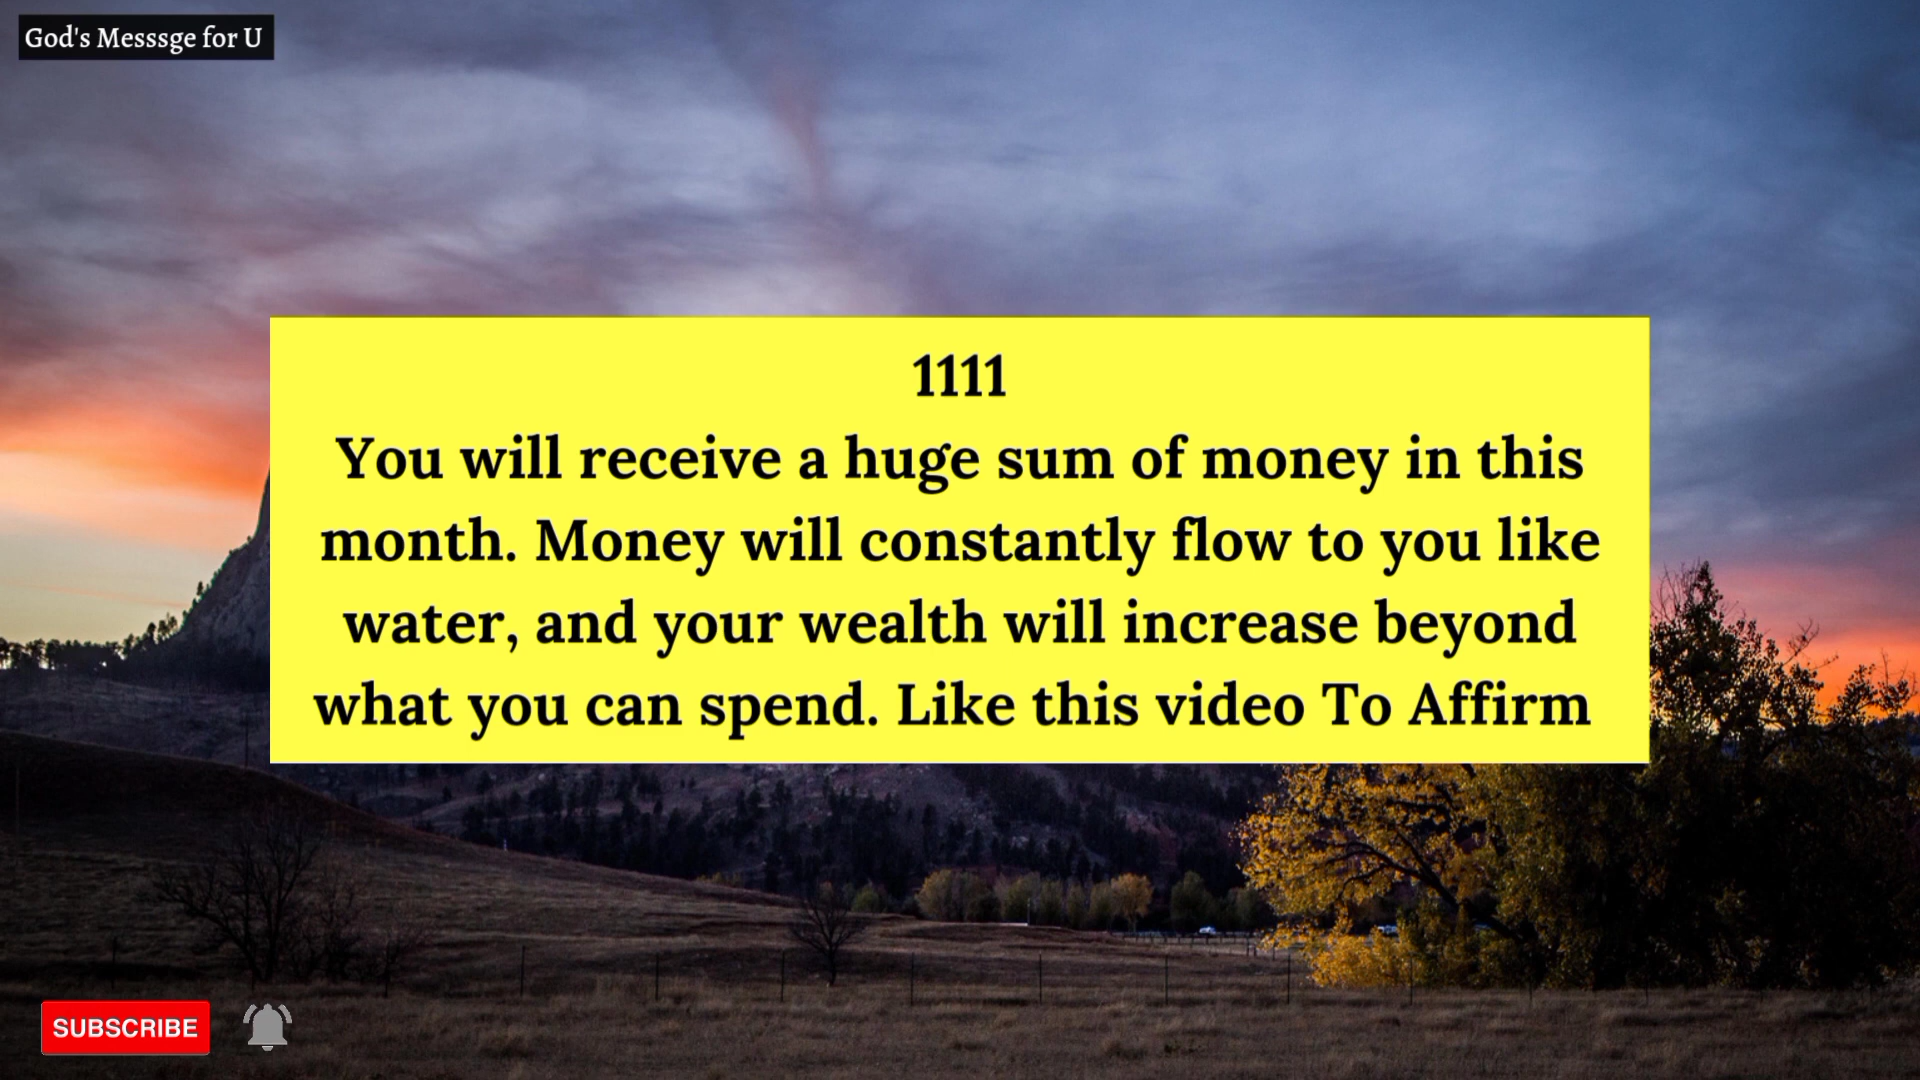 God's Messsge for U
1111
You will receive a huge sum of money in this
month. Money will constantly flow to you like
water, and your wealth will increase beyond
what you can spend. Like this video To Affirm
SUBSCRIBE